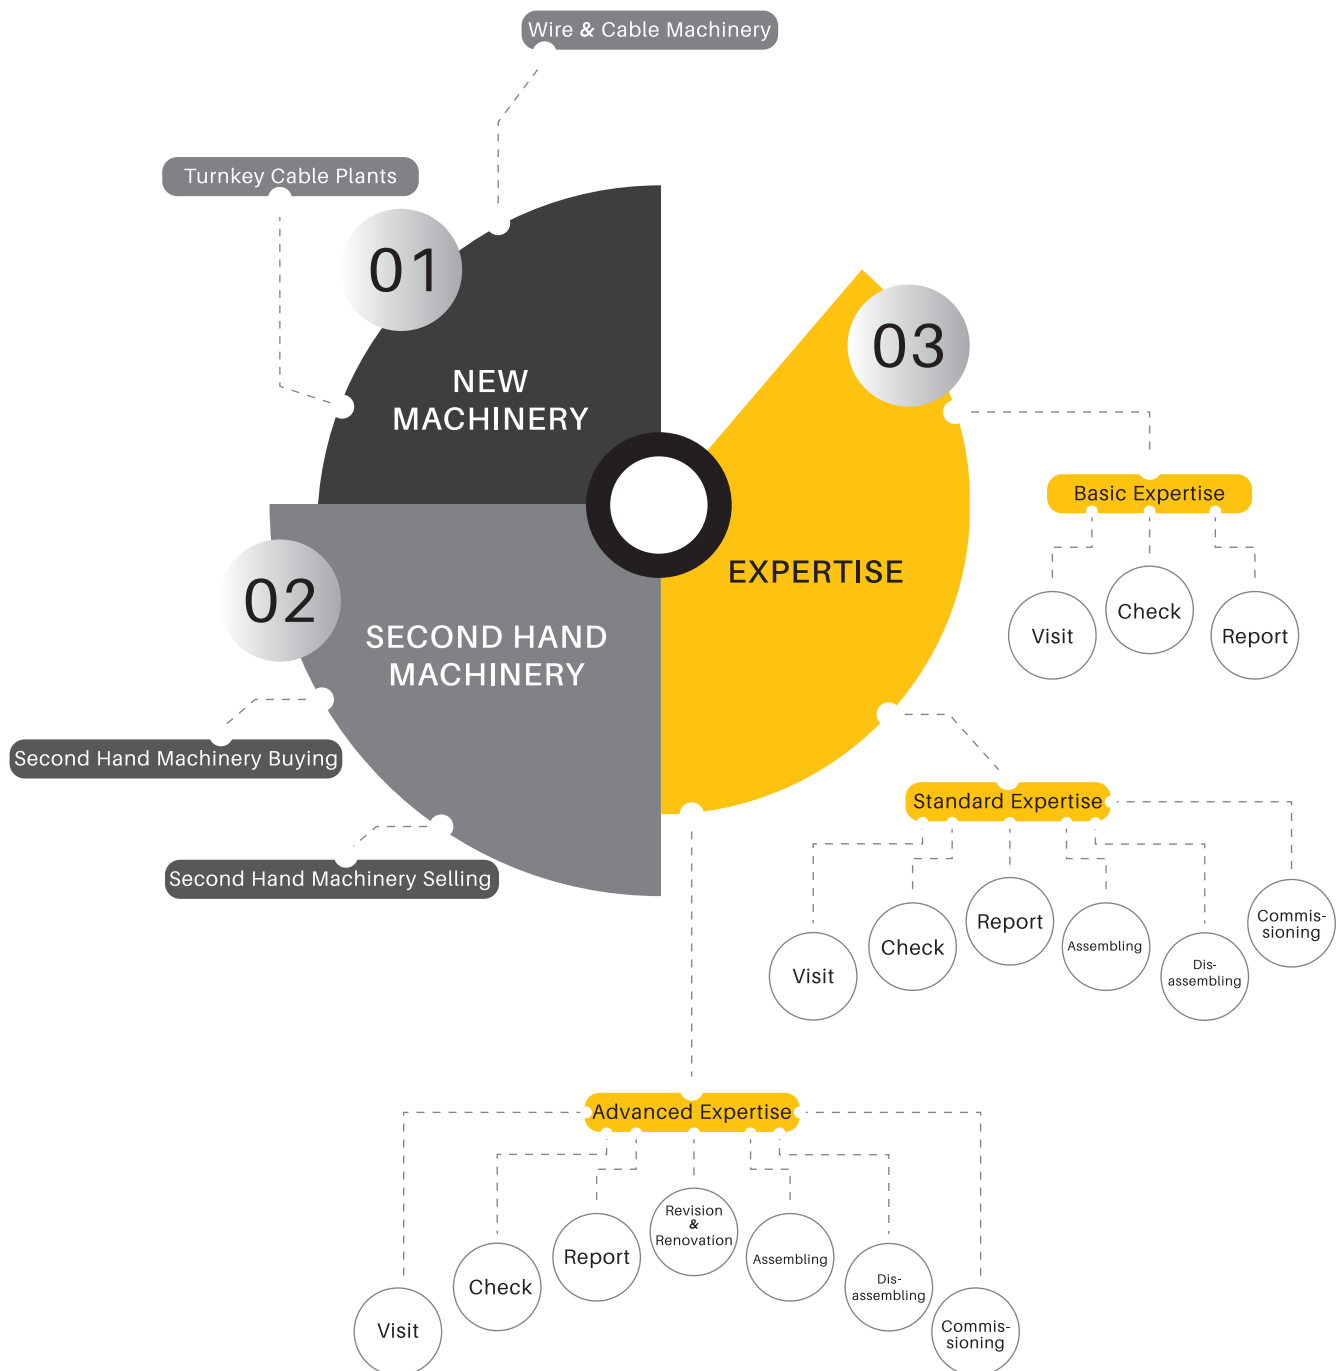 Wire & Cable Machinery
Turnkey Cable Plants
01
NEW
MACHINERY
02
SECOND HAND
MACHINERY
Second Hand Machinery Buying
Second Hand Machinery Selling
03
EXPERTISE
Basic Expertise
Visit
Check
Report
Standard Expertise
Visit
Check
Report
Assembling
Dis-
assembling
Commis-
sioning
Advanced Expertise
Visit
Check
Report
Revision
&
Renovation
Assembling
Dis-
assembling
Commis-
sioning